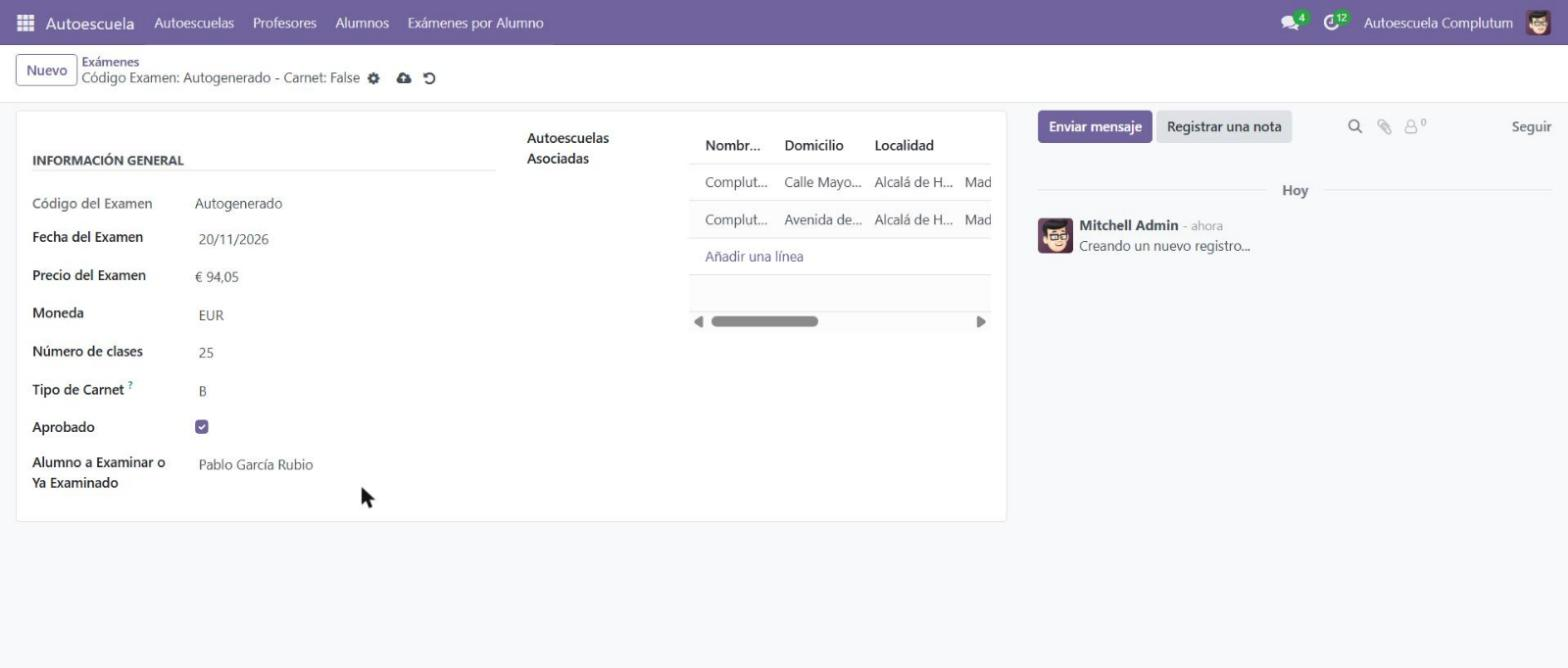 Autoescuela Autoescuelas Profesores Alumnos Exámenes por Alumno 4 12 Autoescuela Complutum
Nuevo
Exámenes
Código Examen: Autogenerado - Carnet: False
INFORMACIÓN GENERAL
Código del Examen Autogenerado
Fecha del Examen 20/11/2026
Precio del Examen € 94,05
Moneda EUR
Número de clases 25
Tipo de Carnet ? B
Aprobado
Alumno a Examinar o
Ya Examinado
Pablo García Rubio
Autoescuelas
Asociadas
Nombr... Domicilio Localidad
Complut... Calle Mayo... Alcalá de H... Mad
Complut... Avenida de... Alcalá de H... Mad
Añadir una línea
Enviar mensaje Registrar una nota 0 Seguir
Hoy
Mitchell Admin - ahora
Creando un nuevo registro...